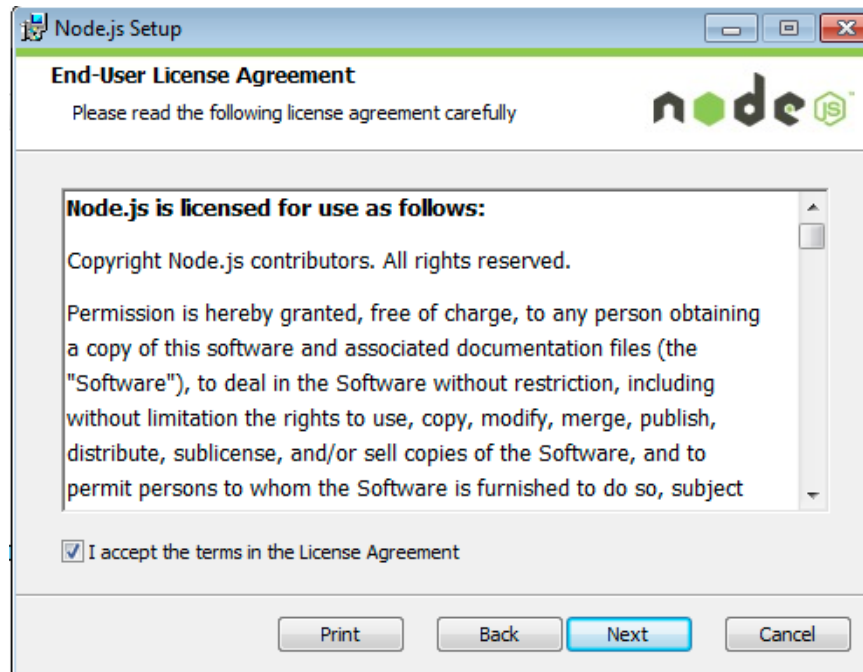 Node.js Setup
End-User License Agreement
Please read the following license agreement carefully
node JS™
Node.js is licensed for use as follows:
Copyright Node.js contributors. All rights reserved.
Permission is hereby granted, free of charge, to any person obtaining
a copy of this software and associated documentation files (the
"Software"), to deal in the Software without restriction, including
without limitation the rights to use, copy, modify, merge, publish,
distribute, sublicense, and/or sell copies of the Software, and to
permit persons to whom the Software is furnished to do so, subject
I accept the terms in the License Agreement
Print Back Next Cancel